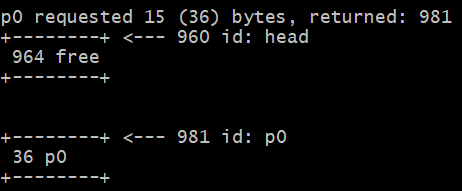 p0 requested 15 (36) bytes, returned: 981
+--------+ <--- 960 id: head
964 free
+--------+
+--------+ <--- 981 id: p0
36 p0
+--------+